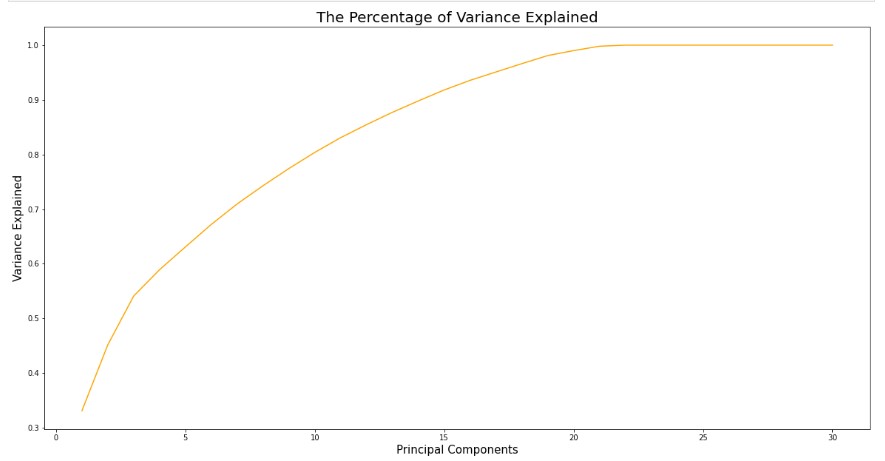 The Percentage of Variance Explained
1.0
0.9
0.8
0.7
0.6
0.5
0.4
0.3
Variance Explained
0 5 10 15 20 25 30
Principal Components